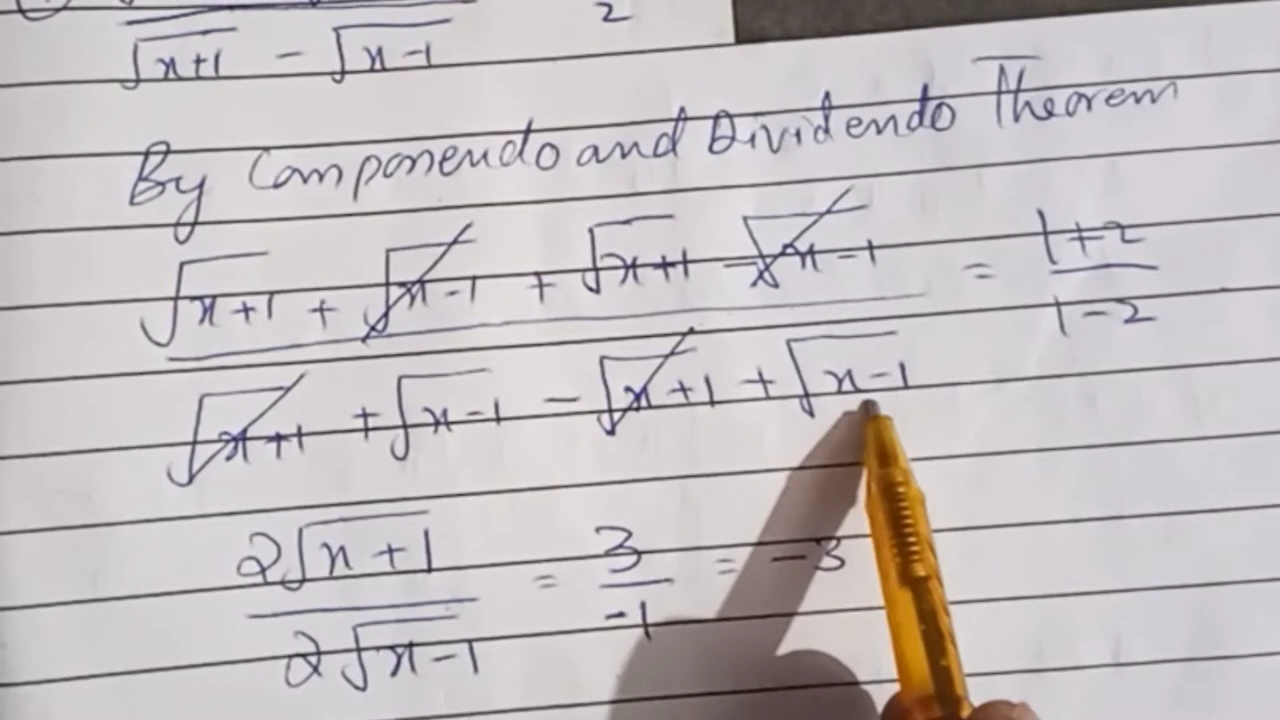 √x+1 - √x-1 2
By Componendo and Dividendo Theorem
√x+1 + √x-1 + √x+1 - √x-1 = 1+2
√x+1 + √x-1 - √x+1 + √x-1 1-2
2√x+1 = 3 = -3
2√x-1 -1